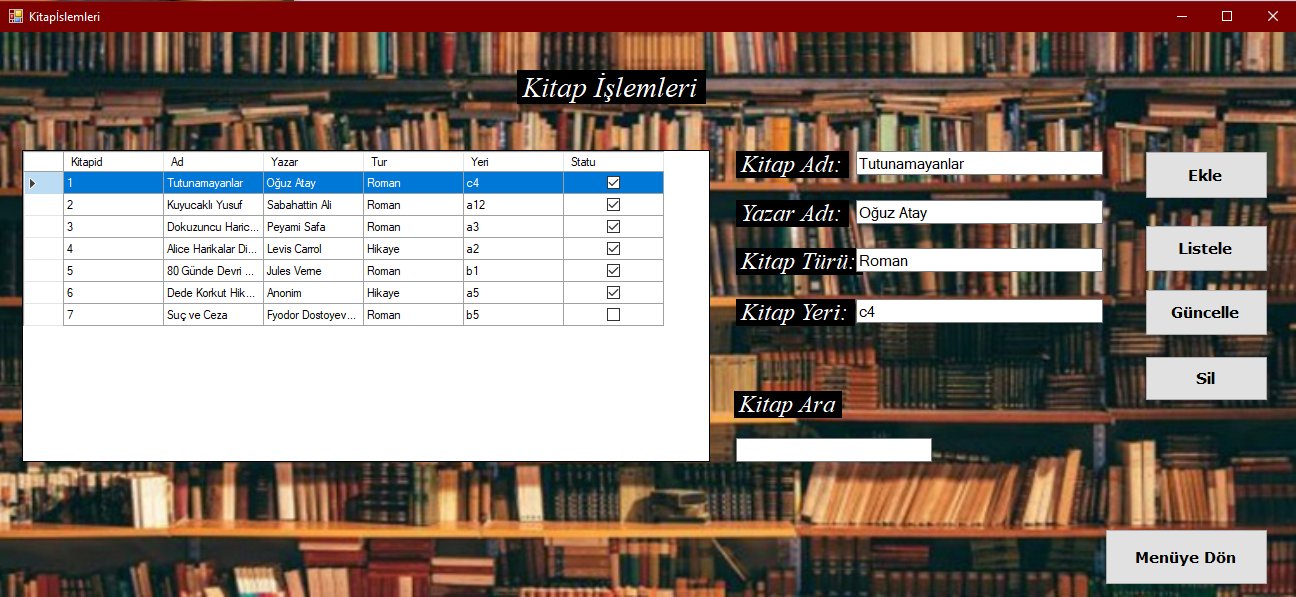 Kitapİslemleri
Kitap İşlemleri
Kitapid Ad Yazar Tur Yeri Statu
1 Tutunamayanlar Oğuz Atay Roman c4
2 Kuyucaklı Yusuf Sabahattin Ali Roman a12
3 Dokuzuncu Haric... Peyami Safa Roman a3
4 Alice Harikalar Di... Levis Carrol Hikaye a2
5 80 Günde Devri ... Jules Verne Roman b1
6 Dede Korkut Hik... Anonim Hikaye a5
7 Suç ve Ceza Fyodor Dostoyev... Roman b5
Kitap Adı: Tutunamayanlar
Yazar Adı: Oğuz Atay
Kitap Türü: Roman
Kitap Yeri: c4
Kitap Ara
Ekle
Listele
Güncelle
Sil
Menüye Dön